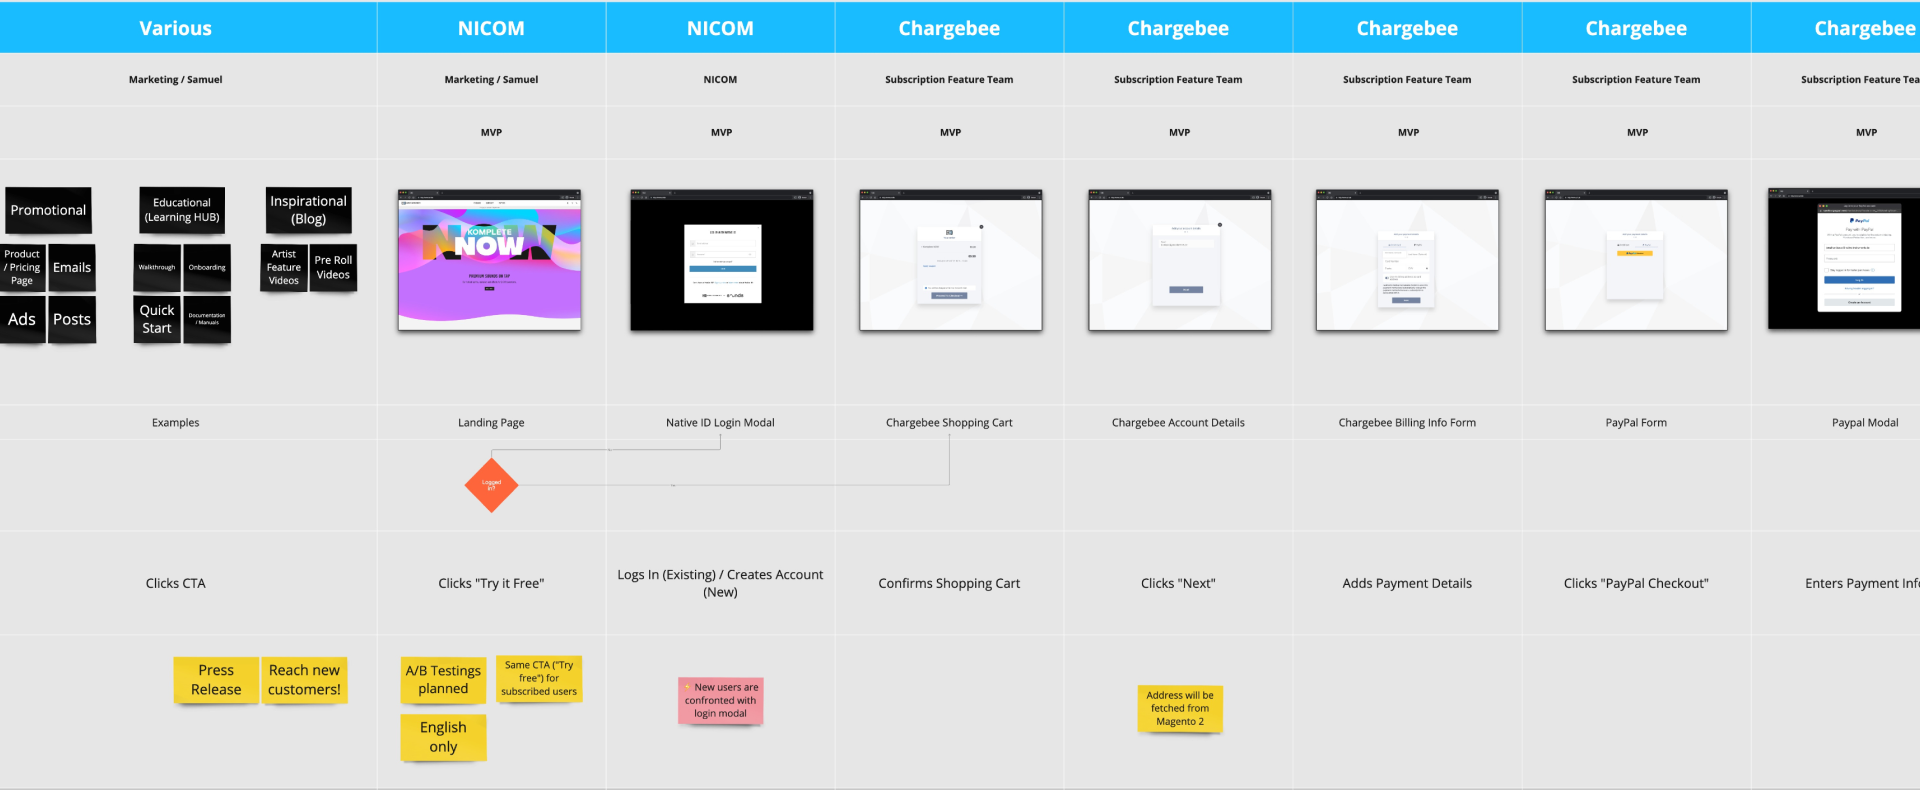 Various
NICOM
NICOM
Chargebee
Chargebee
Chargebee
Chargebee
Chargebee
Marketing / Samuel
Marketing / Samuel
NICOM
Subscription Feature Team
Subscription Feature Team
Subscription Feature Team
Subscription Feature Team
Subscription Feature Tea
MVP
MVP
MVP
MVP
MVP
MVP
MVP
Promotional
Educational
(Learning HUB)
Inspirational
(Blog)
Product
/ Pricing
Page
Emails
Walkthrough
Onboarding
Artist
Feature
Videos
Pre Roll
Videos
Ads
Posts
Quick
Start
Documentation
/ Manuals
KOMPLETE
NOW
PayPal
Examples
Landing Page
Native ID Login Modal
Chargebee Shopping Cart
Chargebee Account Details
Chargebee Billing Info Form
PayPal Form
Paypal Modal
Logged
in?
Clicks CTA
Clicks "Try it Free"
Logs In (Existing) / Creates Account
(New)
Confirms Shopping Cart
Clicks "Next"
Adds Payment Details
Clicks "PayPal Checkout"
Enters Payment Info
Press
Release
Reach new
customers!
A/B Testings
planned
Same CTA ("Try
free") for
subscribed users
English
only
New users are
confronted with
login modal
Address will be
fetched from
Magento 2